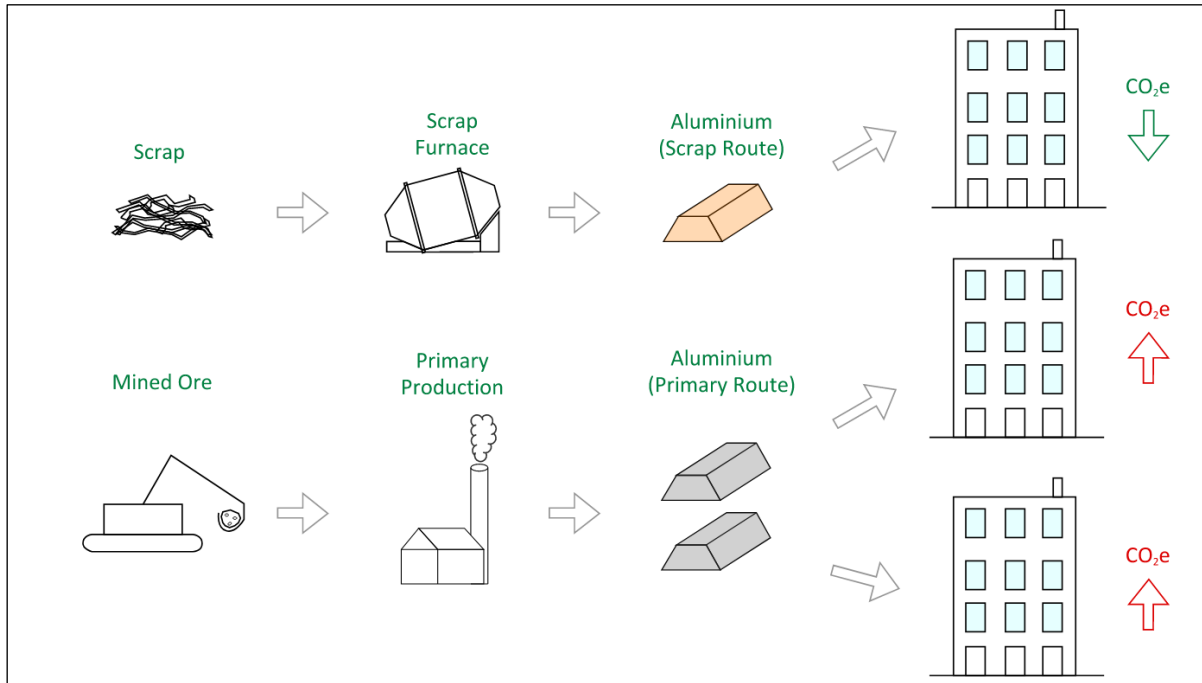 Scrap
Scrap
Furnace
Aluminium
(Scrap Route)
CO₂e
CO₂e
Mined Ore
Primary
Production
Aluminium
(Primary Route)
CO₂e